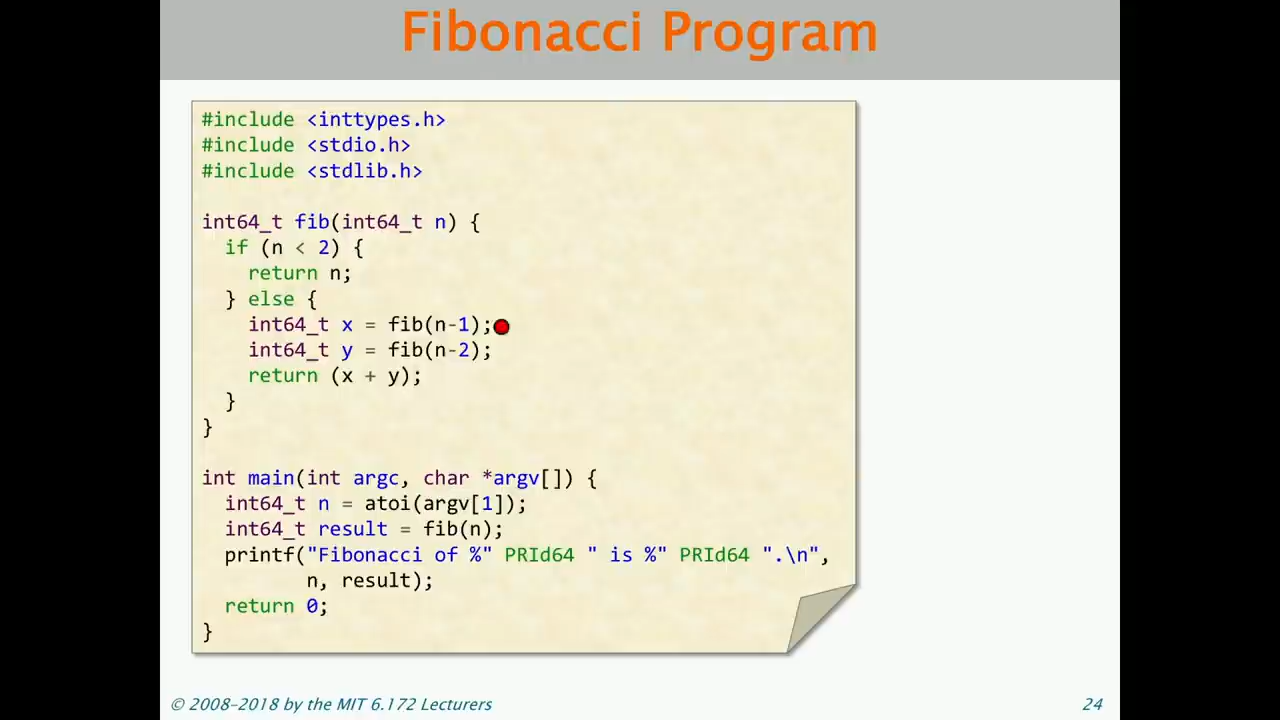 Fibonacci Program
#include <inttypes.h>
#include <stdio.h>
#include <stdlib.h>
int64_t fib(int64_t n) {
  if (n < 2) {
    return n;
  } else {
    int64_t x = fib(n-1);
    int64_t y = fib(n-2);
    return (x + y);
  }
}
int main(int argc, char *argv[]) {
  int64_t n = atoi(argv[1]);
  int64_t result = fib(n);
  printf("Fibonacci of %" PRId64 " is %" PRId64 ".\n",
         n, result);
  return 0;
}
© 2008–2018 by the MIT 6.172 Lecturers
24